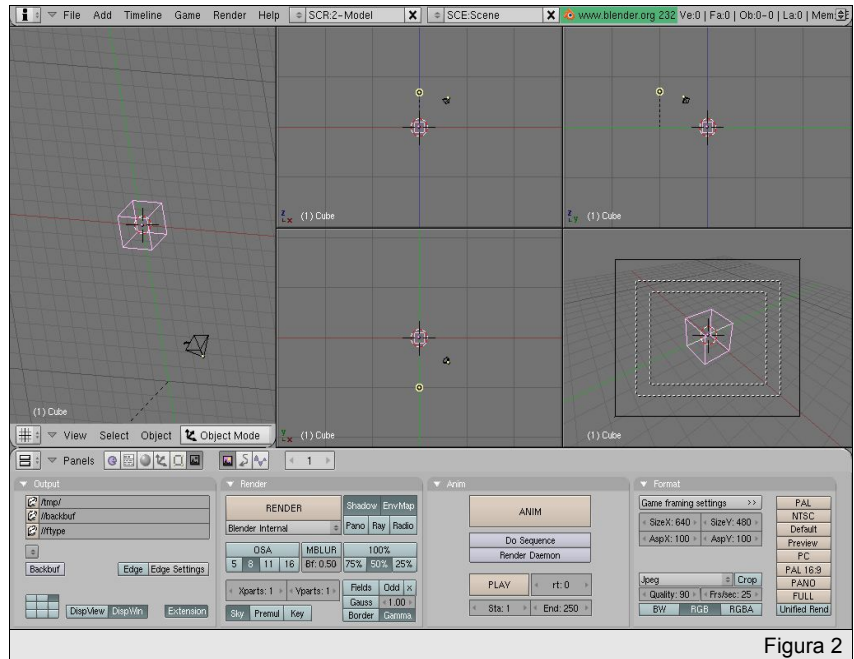 File Add Timeline Game Render Help SCR:2-Model X SCE:Scene X www.blender.org 232 Ve:0 | Fa:0 | Ob:0-0 | La:0 | Mem:
(1) Cube
View Select Object Object Mode
z x (1) Cube
z y (1) Cube
y x (1) Cube
(1) Cube
Panels 1
Output
/tmp/
//backbuf
//ftype
Backbuf Edge Edge Settings
DispView DispWin Extension
Render
RENDER Shadow EnvMap
Blender Internal Pano Ray Radio
OSA MBLUR 100%
5 8 11 16 Bf: 0.50 75% 50% 25%
Xparts: 1 Yparts: 1 Fields Odd x
Gauss 1.00
Sky Premul Key Border Gamma
Anim
ANIM
Do Sequence
Render Daemon
PLAY rt: 0
Sta: 1 End: 250
Format
Game framing settings >> PAL
SizeX: 640 SizeY: 480 NTSC
AspX: 100 AspY: 100 Default
Preview
PC
PAL 16:9
Jpeg Crop PANO
Quality: 90 Frs/sec: 25 FULL
BW RGB RGBA Unified Rend
Figura 2